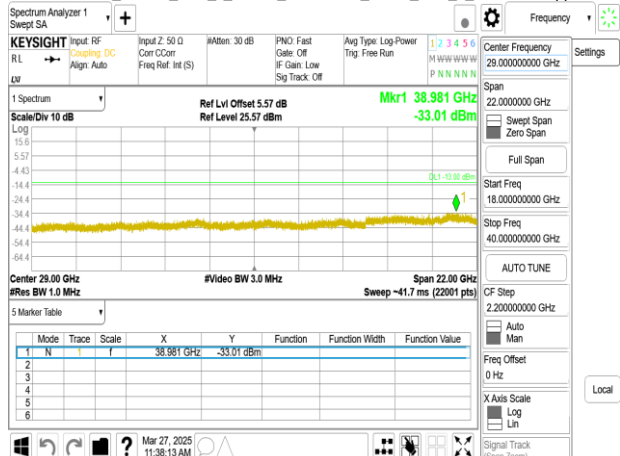 Spectrum Analyzer 1
Swept SA
+
Frequency
KEYSIGHT
RL
Input: RF
Coupling: DC
Align: Auto
Input Z: 50 Ω
Corr CCorr
Freq Ref: Int (S)
#Atten: 30 dB
PNO: Fast
Gate: Off
IF Gain: Low
Sig Track: Off
Avg Type: Log-Power
Trig: Free Run
1 2 3 4 5 6
M W W W W W
P N N N N N
LXI
1 Spectrum
Scale/Div 10 dB
Ref Lvl Offset 5.57 dB
Ref Level 25.57 dBm
Mkr1 38.981 GHz
-33.01 dBm
Log
15.6
5.57
-4.43
-14.4
-24.4
-34.4
-44.4
-54.4
-64.4
DL1 -13.00 dBm
1
Center 29.00 GHz
#Res BW 1.0 MHz
#Video BW 3.0 MHz
Span 22.00 GHz
Sweep ~41.7 ms (22001 pts)
5 Marker Table
Mode Trace Scale X Y Function Function Width Function Value
1 N 1 f 38.981 GHz -33.01 dBm
2
3
4
5
6
?
Mar 27, 2025
11:38:13 AM
Center Frequency
29.000000000 GHz
Settings
Span
22.0000000 GHz
Swept Span
Zero Span
Full Span
Start Freq
18.000000000 GHz
Stop Freq
40.000000000 GHz
AUTO TUNE
CF Step
2.200000000 GHz
Auto
Man
Freq Offset
0 Hz
Local
X Axis Scale
Log
Lin
Signal Track
(Span Zoom)